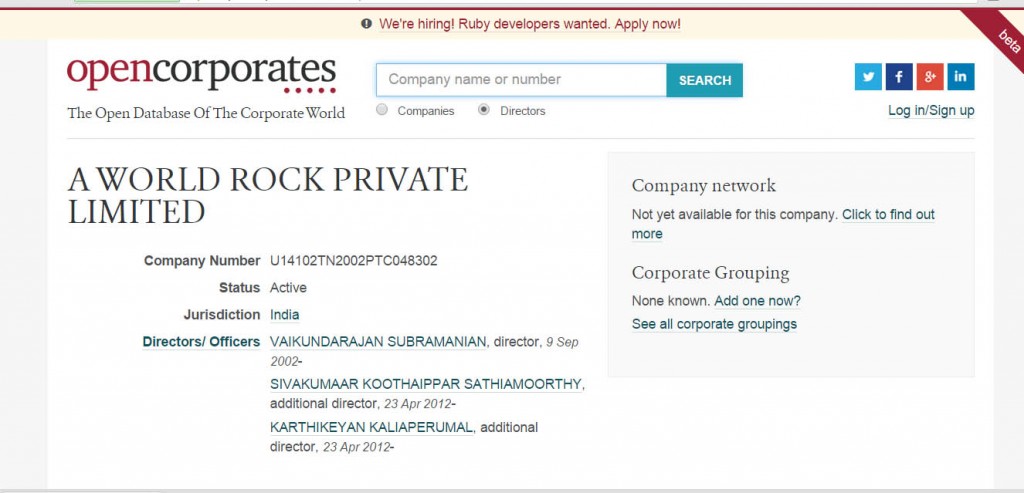 We're hiring! Ruby developers wanted. Apply now!
beta
opencorporates
The Open Database Of The Corporate World
Company name or number
SEARCH
Companies
Directors
Log in/Sign up
A WORLD ROCK PRIVATE
LIMITED
Company Number U14102TN2002PTC048302
Status Active
Jurisdiction India
Directors/ Officers VAIKUNDARAJAN SUBRAMANIAN, director, 9 Sep
2002-
SIVAKUMAAR KOOTHAIPPAR SATHIAMOORTHY,
additional director, 23 Apr 2012-
KARTHIKEYAN KALIAPERUMAL, additional
director, 23 Apr 2012-
Company network
Not yet available for this company. Click to find out
more
Corporate Grouping
None known. Add one now?
See all corporate groupings